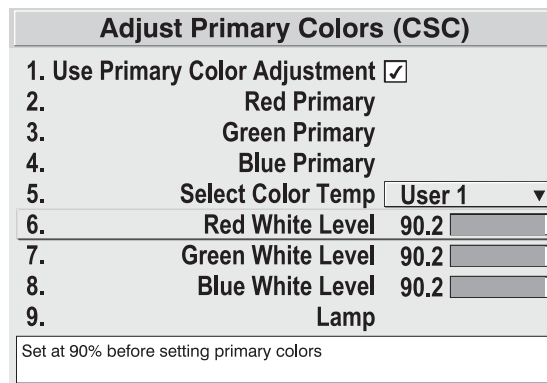 Adjust Primary Colors (CSC)
1. Use Primary Color Adjustment ✓
2. Red Primary
3. Green Primary
4. Blue Primary
5. Select Color Temp User 1 ▼
6. Red White Level 90.2
7. Green White Level 90.2
8. Blue White Level 90.2
9. Lamp
Set at 90% before setting primary colors